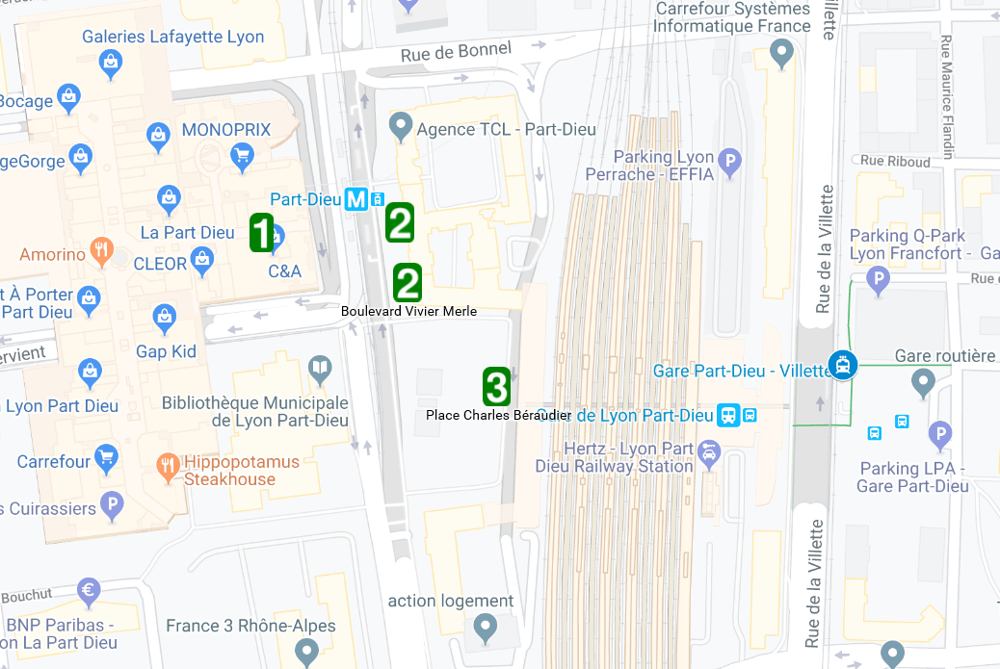 Carrefour Systèmes
Informatique France
Villette
Galeries Lafayette Lyon
Rue de Bonnel
Rue Maurice Flandin
Bocage
MONOPRIX
Agence TCL - Part-Dieu
geGorge
Parking Lyon
Perrache - EFFIA
P
Rue Riboud
Part-Dieu M
1
2
La Part Dieu
Rue de la Villette
Parking Q-Park
Lyon Francfort - Ga
P
Amorino
CLEOR
C&A
Rue
t À Porter
Part Dieu
2
Boulevard Vivier Merle
ervient
Gap Kid
Gare Part-Dieu - Villette
Gare routière
3
Lyon Part Dieu
Bibliothèque Municipale
de Lyon Part-Dieu
Place Charles Béraudier
de Lyon Part-Dieu
P
Carrefour
Hippopotamus
Steakhouse
Hertz - Lyon Part
Dieu Railway Station
Parking LPA -
Gare Part-Dieu
s Cuirassiers P
Rue de la Villette
Bouchut
€
action logement
BNP Paribas -
on La Part Dieu
France 3 Rhône-Alpes